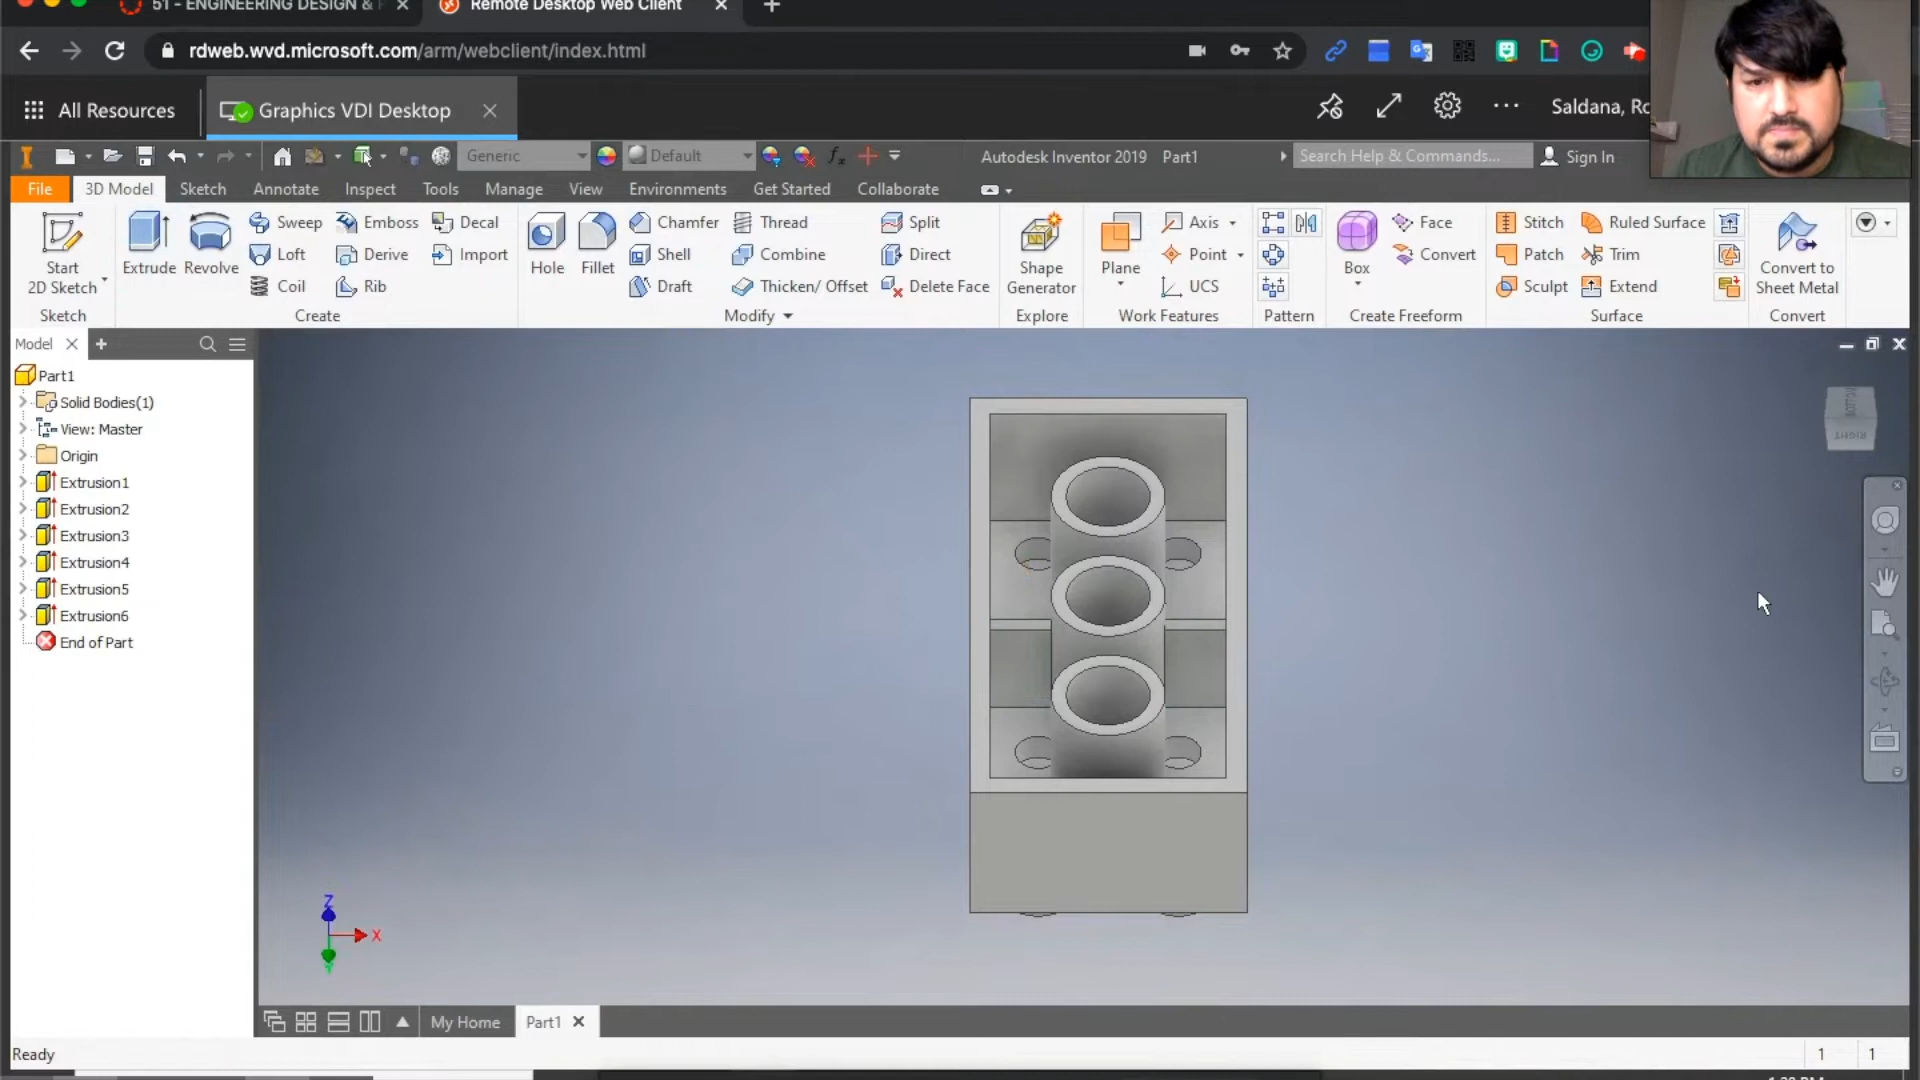 51 - ENGINEERING DESIGN &
Remote Desktop Web Client
rdweb.wvd.microsoft.com/arm/webclient/index.html
All Resources
Graphics VDI Desktop
Saldana, Ro
Generic
Default
Autodesk Inventor 2019 Part1
Search Help & Commands...
Sign In
File 3D Model Sketch Annotate Inspect Tools Manage View Environments Get Started Collaborate
Start 2D Sketch
Extrude
Revolve
Sweep
Loft
Coil
Emboss
Derive
Rib
Decal
Import
Hole
Fillet
Chamfer
Shell
Draft
Thread
Combine
Thicken/ Offset
Split
Direct
Delete Face
Shape Generator
Plane
Axis
Point
UCS
Box
Face
Convert
Stitch
Patch
Sculpt
Ruled Surface
Trim
Extend
Convert to Sheet Metal
Sketch Create Modify Explore Work Features Pattern Create Freeform Surface Convert
Model
Part1
Solid Bodies(1)
View: Master
Origin
Extrusion1
Extrusion2
Extrusion3
Extrusion4
Extrusion5
Extrusion6
End of Part
BOTTOM
RIGHT
Z
X
Y
My Home
Part1
Ready
1 1